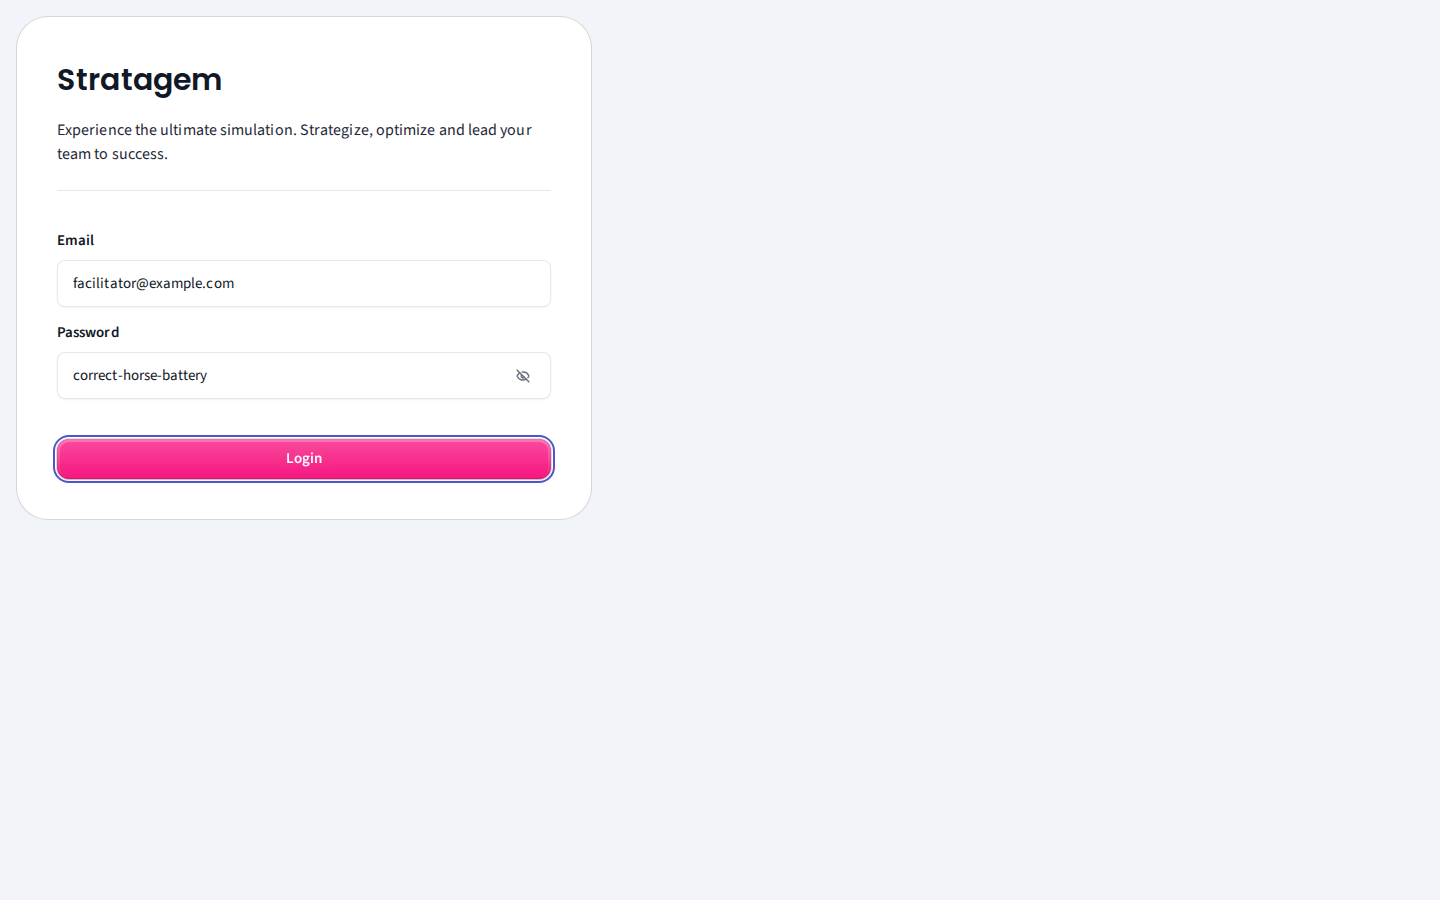 Stratagem
Experience the ultimate simulation. Strategize, optimize and lead your
team to success.
Email
facilitator@example.com
Password
correct-horse-battery
Login